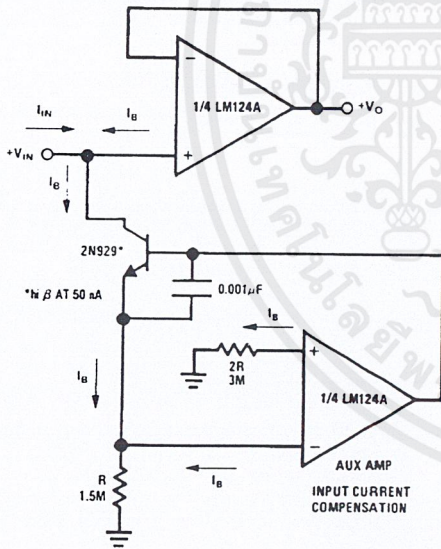 1/4 LM124A
+V₀
I_IN
I_B
+V_IN
I_B
2N929*
0.001μF
*hi β AT 50 nA
I_B
2R
3M
1/4 LM124A
I_B
I_B
AUX AMP
INPUT CURRENT
COMPENSATION
R
1.5M